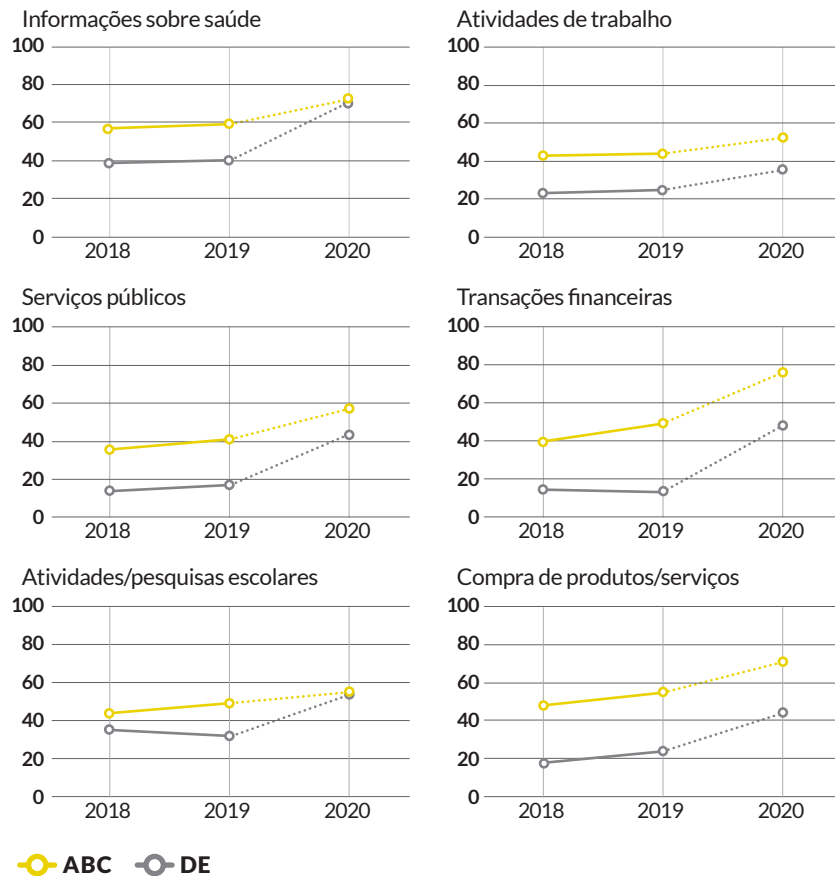 Informações sobre saúde
100
80
60
40
20
0
2018 2019 2020
Atividades de trabalho
100
80
60
40
20
0
2018 2019 2020
Serviços públicos
100
80
60
40
20
0
2018 2019 2020
Transações financeiras
100
80
60
40
20
0
2018 2019 2020
Atividades/pesquisas escolares
100
80
60
40
20
0
2018 2019 2020
Compra de produtos/serviços
100
80
60
40
20
0
2018 2019 2020
ABC DE